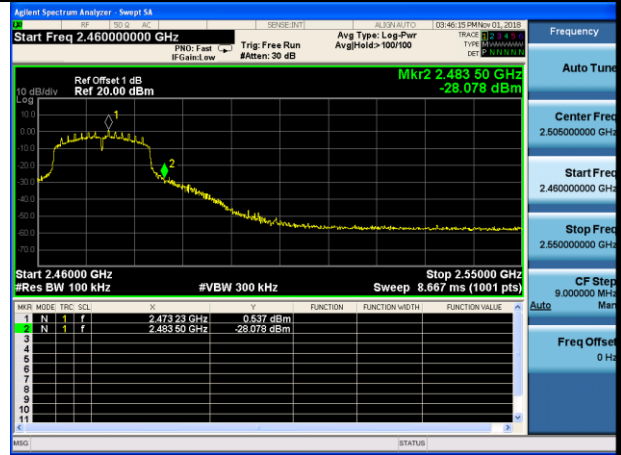 Agilent Spectrum Analyzer - Swept SA
RF 50 Ω AC SENSE:INT ALIGN AUTO 03:46:15 PM Nov 01, 2018
Start Freq 2.460000000 GHz
PNO: Fast
IFGain:Low
Trig: Free Run
#Atten: 30 dB
Avg Type: Log-Pwr
Avg|Hold>100/100
TRACE 1 2 3 4 5 6
TYPE M
DET P N N N N N
Mkr2 2.483 50 GHz
-28.078 dBm
Ref Offset 1 dB
Ref 20.00 dBm
10 dB/div
Log
10.0
0.00
-10.0
-20.0
-30.0
-40.0
-50.0
-60.0
-70.0
1
2
Start 2.46000 GHz
Stop 2.55000 GHz
#Res BW 100 kHz
#VBW 300 kHz
Sweep 8.667 ms (1001 pts)
MKR MODE TRC SCL X Y FUNCTION FUNCTION WIDTH FUNCTION VALUE
1 N 1 f 2.473 23 GHz 0.537 dBm
2 N 1 f 2.483 50 GHz -28.078 dBm
3
4
5
6
7
8
9
10
11
MSG
STATUS
Frequency
Auto Tune
Center Freq
2.505000000 GHz
Start Freq
2.460000000 GHz
Stop Freq
2.550000000 GHz
CF Step
9.000000 MHz
Auto Man
Freq Offset
0 Hz